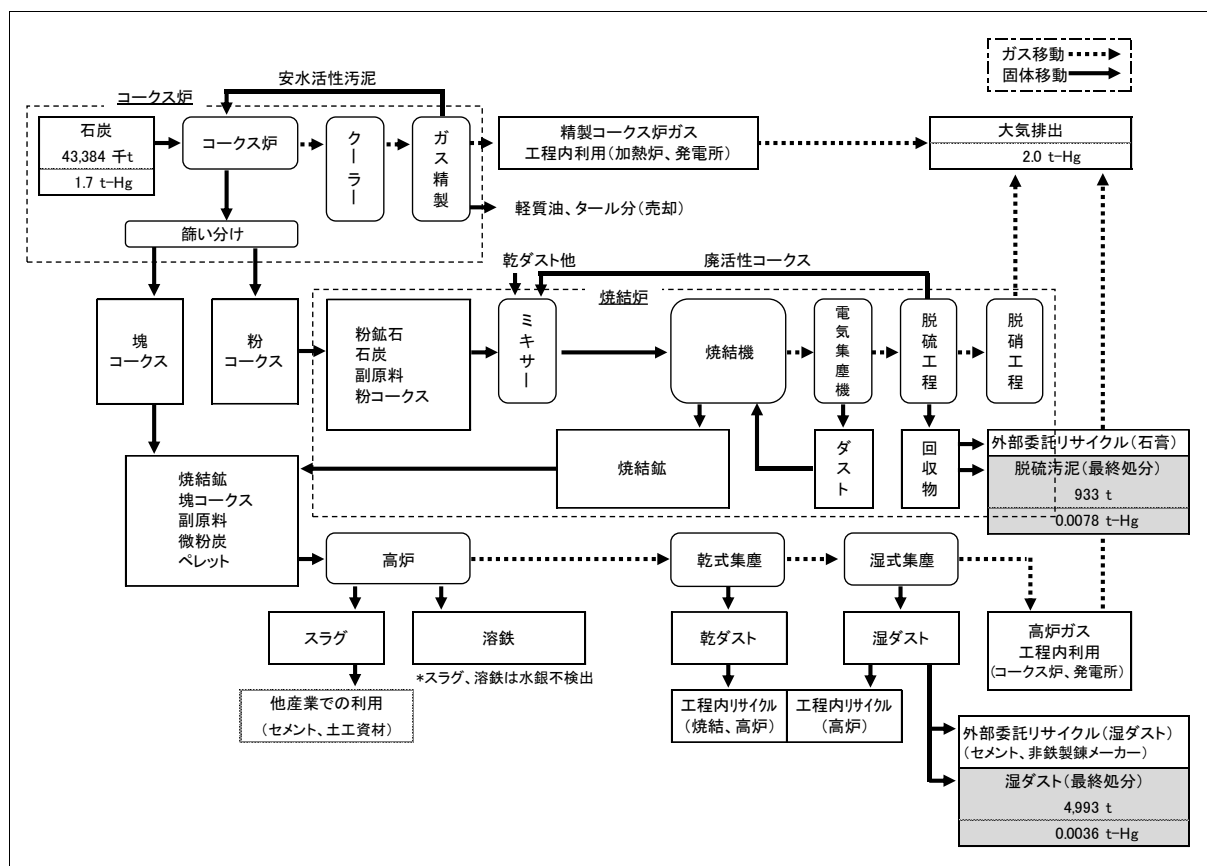 ガス移動
固体移動
安水活性汚泥
コークス炉
石炭
43,384 千t
1.7 t-Hg
コークス炉
クーラー
ガス精製
精製コークス炉ガス
工程内利用(加熱炉、発電所)
大気排出
2.0 t-Hg
軽質油、タール分(売却)
篩い分け
乾ダスト他
廃活性コークス
焼結炉
塊
コークス
粉
コークス
粉鉱石
石炭
副原料
粉コークス
ミキサー
焼結機
電気集塵機
脱硫工程
脱硝工程
焼結鉱
ダスト
回収物
外部委託リサイクル(石膏)
脱硫汚泥(最終処分)
933 t
0.0078 t-Hg
焼結鉱
塊コークス
副原料
微粉炭
ペレット
高炉
乾式集塵
湿式集塵
スラグ
溶鉄
乾ダスト
湿ダスト
高炉ガス
工程内利用
(コークス炉、発電所)
*スラグ、溶鉄は水銀不検出
他産業での利用
(セメント、土工資材)
工程内リサイクル
(焼結、高炉)
工程内リサイクル
(高炉)
外部委託リサイクル(湿ダスト)
(セメント、非鉄製錬メーカー)
湿ダスト(最終処分)
4,993 t
0.0036 t-Hg